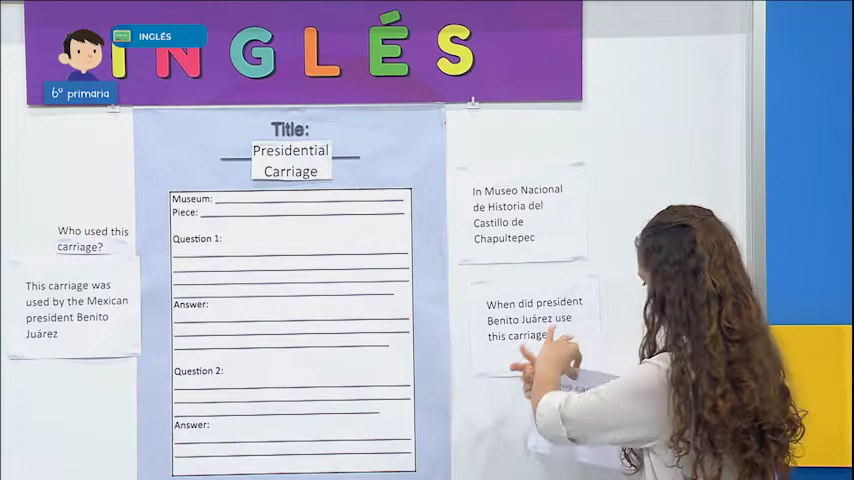 INGLÉS
INGLÉS
6º primaria
Title:
Presidential
Carriage
Museum:
Piece:
Question 1:
Answer:
Question 2:
Answer:
Who used this
carriage?
This carriage was
used by the Mexican
president Benito
Juárez
In Museo Nacional
de Historia del
Castillo de
Chapultepec
When did president
Benito Juárez use
this carriage